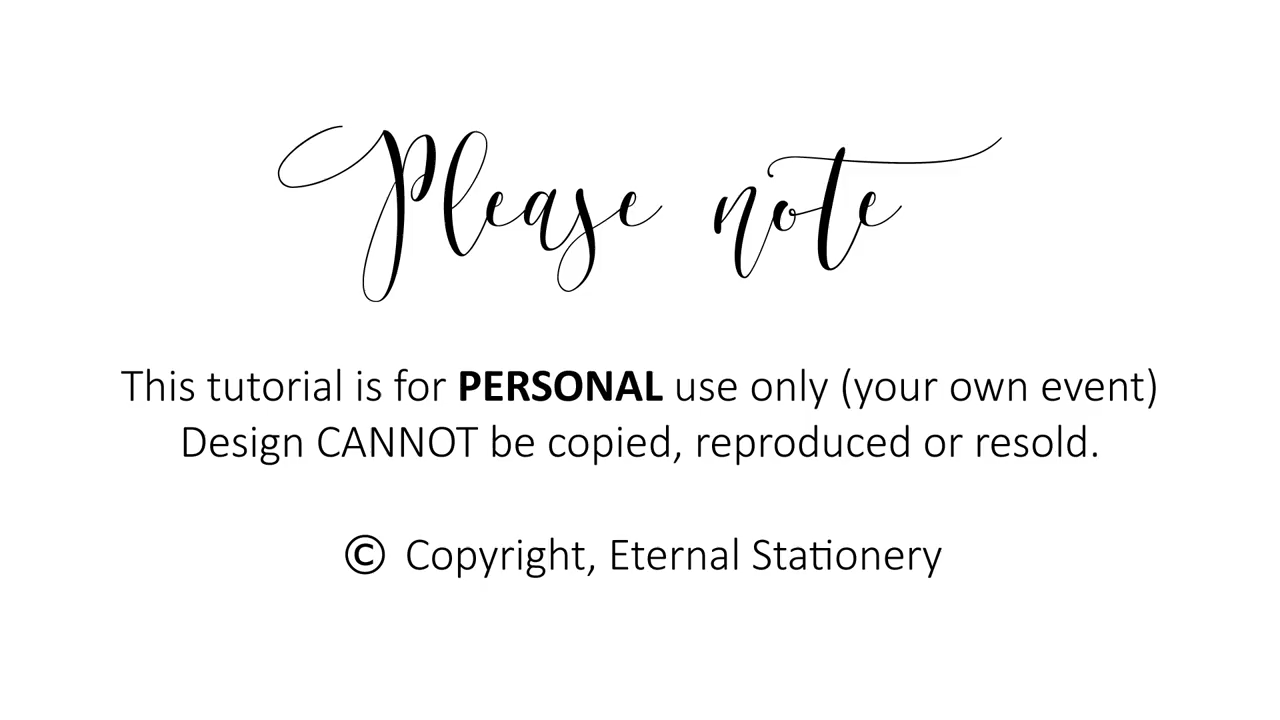 Please note
This tutorial is for PERSONAL use only (your own event)
Design CANNOT be copied, reproduced or resold.
© Copyright, Eternal Stationery